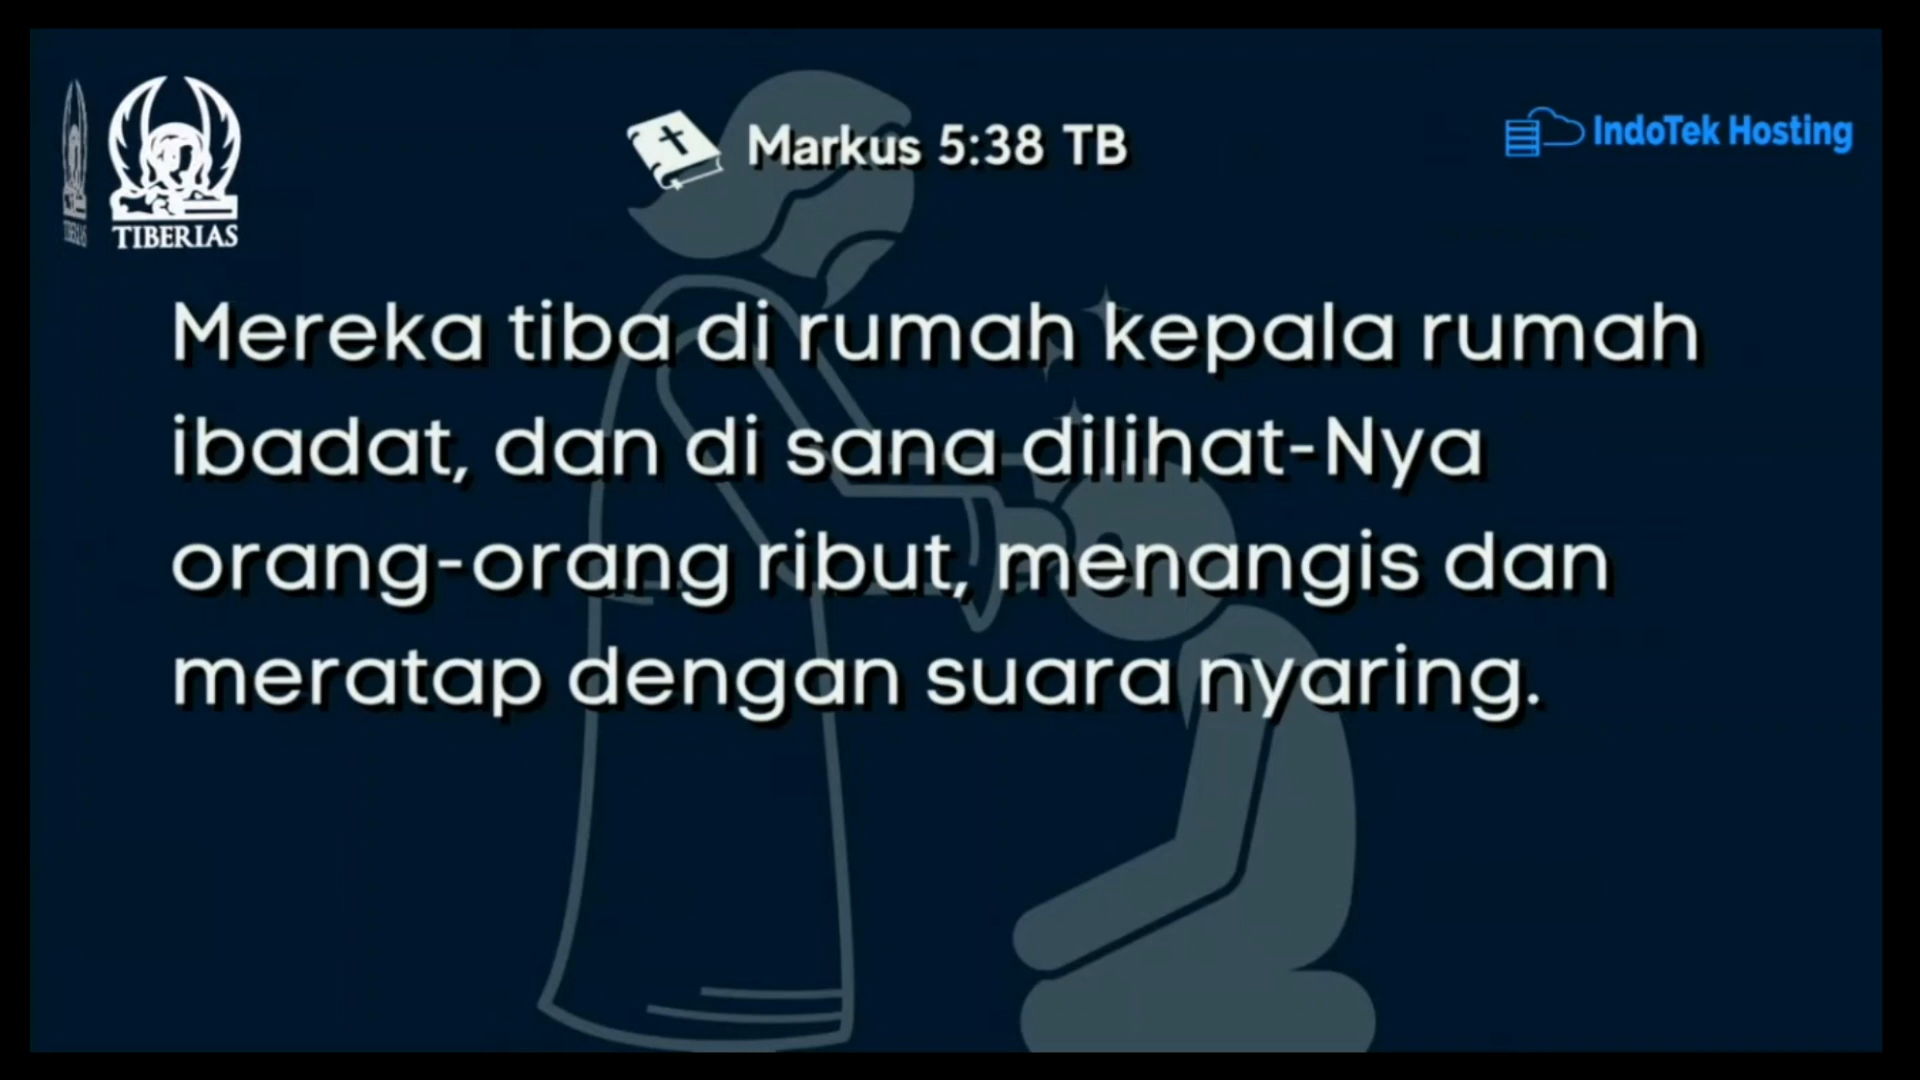 Markus 5:38 TB
IndoTek Hosting
TIBERIAS
Mereka tiba di rumah kepala rumah
ibadat, dan di sana dilihat-Nya
orang-orang ribut, menangis dan
meratap dengan suara nyaring.